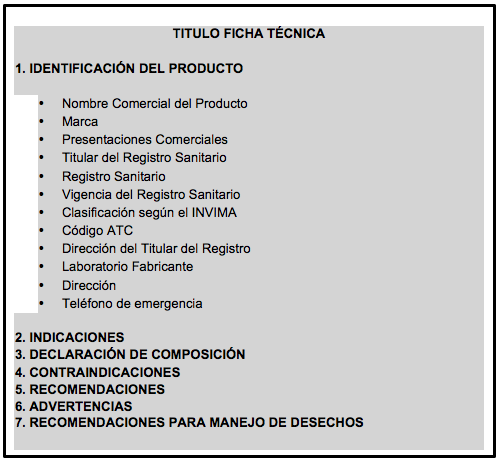 TITULO FICHA TÉCNICA
1. IDENTIFICACIÓN DEL PRODUCTO
• Nombre Comercial del Producto
• Marca
• Presentaciones Comerciales
• Titular del Registro Sanitario
• Registro Sanitario
• Vigencia del Registro Sanitario
• Clasificación según el INVIMA
• Código ATC
• Dirección del Titular del Registro
• Laboratorio Fabricante
• Dirección
• Teléfono de emergencia
2. INDICACIONES
3. DECLARACIÓN DE COMPOSICIÓN
4. CONTRAINDICACIONES
5. RECOMENDACIONES
6. ADVERTENCIAS
7. RECOMENDACIONES PARA MANEJO DE DESECHOS